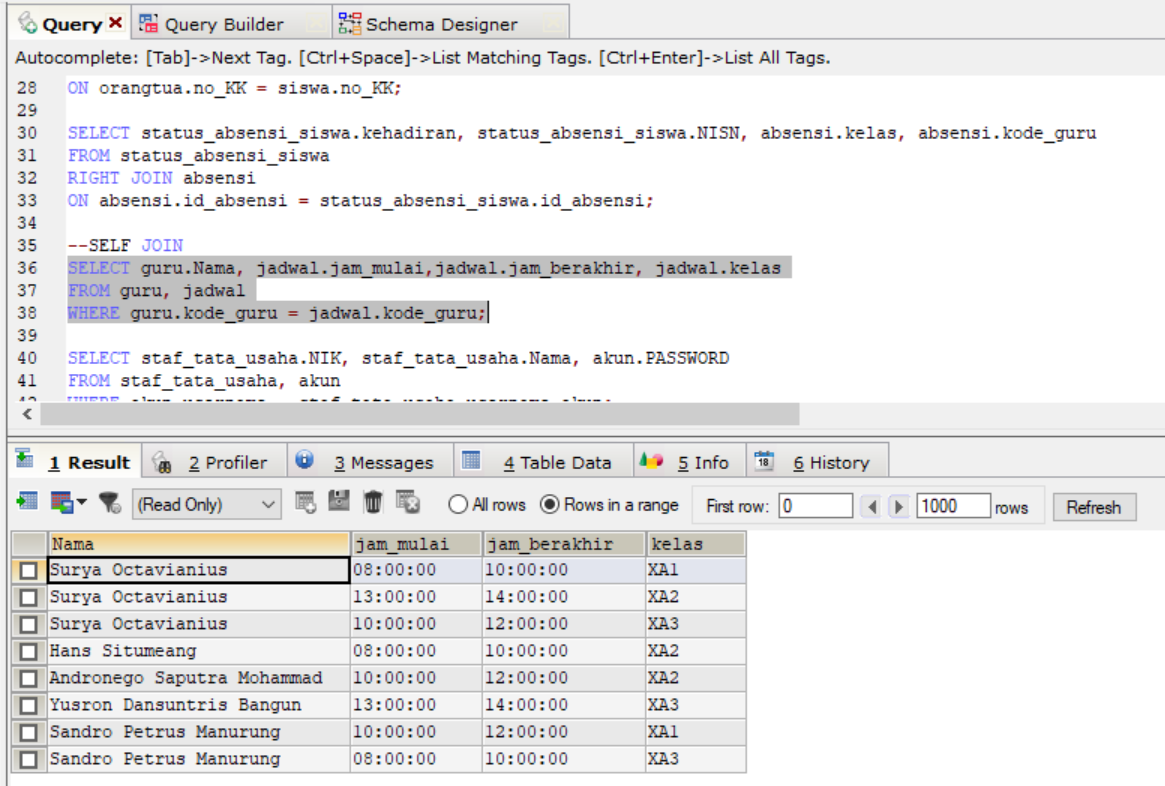 Query Query Builder Schema Designer
Autocomplete: [Tab]->Next Tag. [Ctrl+Space]->List Matching Tags. [Ctrl+Enter]->List All Tags.
28 ON orangtua.no_KK = siswa.no_KK;
29
30 SELECT status_absensi_siswa.kehadiran, status_absensi_siswa.NISN, absensi.kelas, absensi.kode_guru
31 FROM status_absensi_siswa
32 RIGHT JOIN absensi
33 ON absensi.id_absensi = status_absensi_siswa.id_absensi;
34
35 --SELF JOIN
36 SELECT guru.Nama, jadwal.jam_mulai,jadwal.jam_berakhir, jadwal.kelas
37 FROM guru, jadwal
38 WHERE guru.kode_guru = jadwal.kode_guru;
39
40 SELECT staf_tata_usaha.NIK, staf_tata_usaha.Nama, akun.PASSWORD
41 FROM staf_tata_usaha, akun
1 Result 2 Profiler 3 Messages 4 Table Data 5 Info 18 6 History
(Read Only) All rows Rows in a range First row: 0 1000 rows Refresh
Nama jam_mulai jam_berakhir kelas
Surya Octavianius 08:00:00 10:00:00 XA1
Surya Octavianius 13:00:00 14:00:00 XA2
Surya Octavianius 10:00:00 12:00:00 XA3
Hans Situmeang 08:00:00 10:00:00 XA2
Andronego Saputra Mohammad 10:00:00 12:00:00 XA2
Yusron Dansuntris Bangun 13:00:00 14:00:00 XA3
Sandro Petrus Manurung 10:00:00 12:00:00 XA1
Sandro Petrus Manurung 08:00:00 10:00:00 XA3